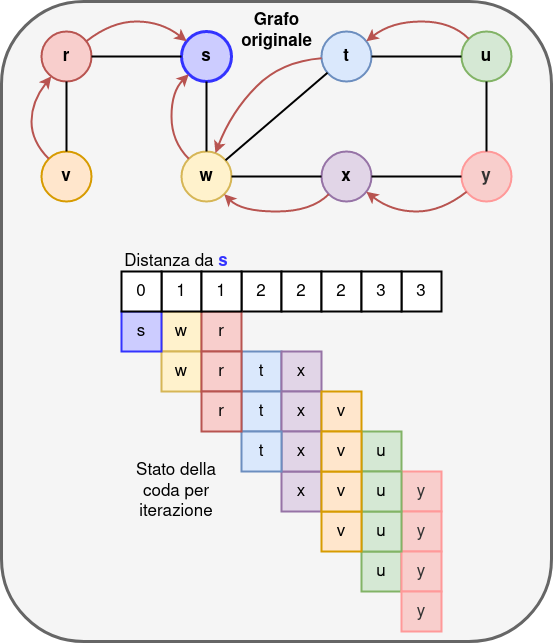 Grafo
originale
r s t u
v w x y
Distanza da s
0 1 1 2 2 2 3 3
s w r
w r t x
r t x v
t x v u
x v u y
v u y
u y
y
Stato della
coda per
iterazione